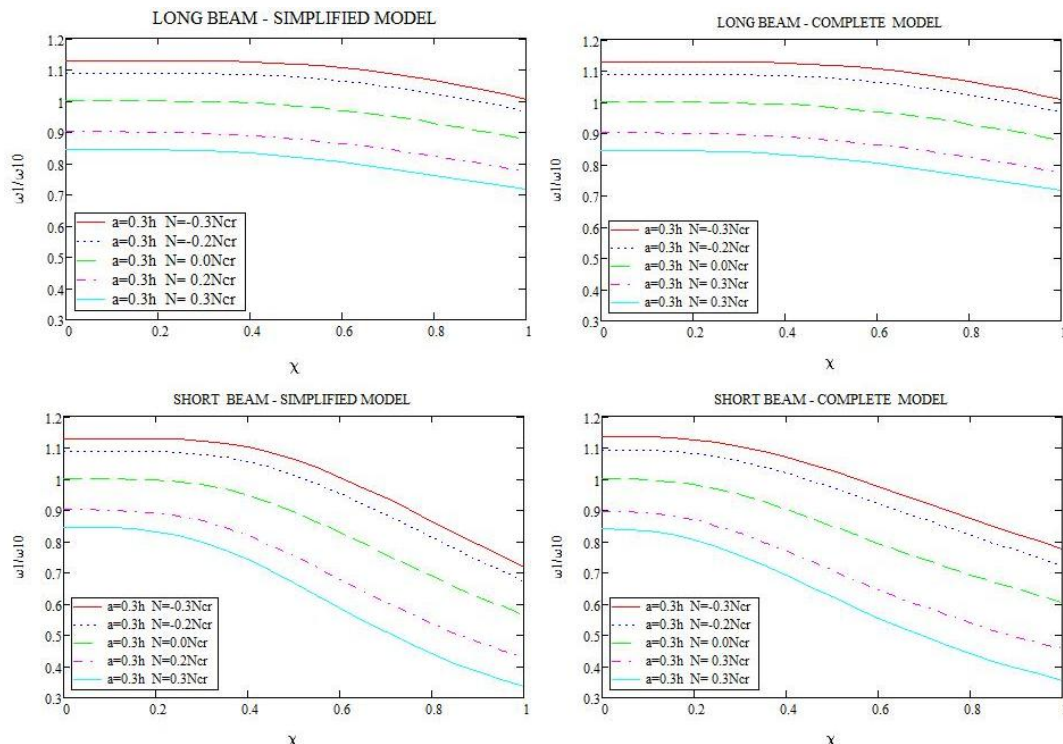 LONG BEAM - SIMPLIFIED MODEL
1.2
1.1
1
0.9
0.8
0.7
0.6
0.5
0.4
0.3
ω1/ω10
a=0.3h N=-0.3Ncr
a=0.3h N=-0.2Ncr
a=0.3h N= 0.0Ncr
a=0.3h N= 0.2Ncr
a=0.3h N= 0.3Ncr
0 0.2 0.4 0.6 0.8 1
χ
LONG BEAM - COMPLETE MODEL
1.2
1.1
1
0.9
0.8
0.7
0.6
0.5
0.4
0.3
ω1/ω10
a=0.3h N=-0.3Ncr
a=0.3h N=-0.2Ncr
a=0.3h N= 0.0Ncr
a=0.3h N= 0.3Ncr
a=0.3h N= 0.3Ncr
0 0.2 0.4 0.6 0.8 1
χ
SHORT BEAM - SIMPLIFIED MODEL
1.2
1.1
1
0.9
0.8
0.7
0.6
0.5
0.4
0.3
ω1/ω10
a=0.3h N=-0.3Ncr
a=0.3h N=-0.2Ncr
a=0.3h N=0.0Ncr
a=0.3h N=0.2Ncr
a=0.3h N=0.3Ncr
0 0.2 0.4 0.6 0.8 1
χ
SHORT BEAM - COMPLETE MODEL
1.2
1.1
1
0.9
0.8
0.7
0.6
0.5
0.4
0.3
ω1/ω10
a=0.3h N=-0.3Ncr
a=0.3h N=-0.2Ncr
a=0.3h N= 0.0Ncr
a=0.3h N= 0.3Ncr
a=0.3h N= 0.3Ncr
0 0.2 0.4 0.6 0.8 1
χ